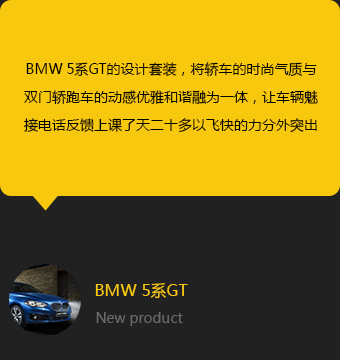 BMW 5系GT的设计套装，将轿车的时尚气质与
双门轿跑车的动感优雅和谐融为一体，让车辆魅
接电话反馈上课了天二十多以飞快的力分外突出
BMW 5系GT
New product